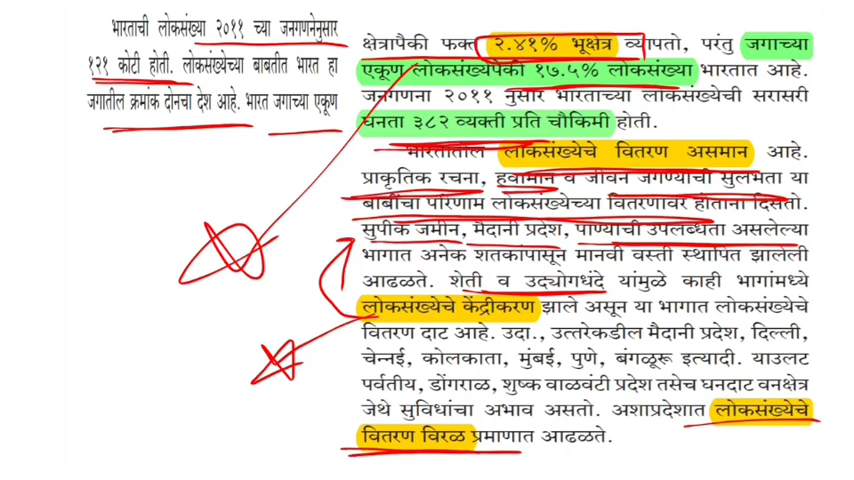 भारताची लोकसंख्या २०११ च्या जनगणनेनुसार
१२१ कोटी होती. लोकसंख्येच्या बाबतीत भारत हा
जगातील क्रमांक दोनचा देश आहे. भारत जगाच्या एकूण
क्षेत्रापैकी फक्त २.४१% भूक्षेत्र व्यापतो, परंतु जगाच्या
एकूण लोकसंख्येपैकी १७.५% लोकसंख्या भारतात आहे.
जनगणना २०११ नुसार भारताच्या लोकसंख्येची सरासरी
घनता ३८२ व्यक्ती प्रति चौकिमी होती.
भारतातील लोकसंख्येचे वितरण असमान आहे.
प्राकृतिक रचना, हवामान व जीवन जगण्याची सुलभता या
बाबींचा परिणाम लोकसंख्येच्या वितरणावर होताना दिसतो.
सुपीक जमीन, मैदानी प्रदेश, पाण्याची उपलब्धता असलेल्या
भागात अनेक शतकांपासून मानवी वस्ती स्थापित झालेली
आढळते. शेती व उद्योगधंदे यांमुळे काही भागांमध्ये
लोकसंख्येचे केंद्रीकरण झाले असून या भागात लोकसंख्येचे
वितरण दाट आहे. उदा., उत्तरेकडील मैदानी प्रदेश, दिल्ली,
चेन्नई, कोलकाता, मुंबई, पुणे, बंगळूरू इत्यादी. याउलट
पर्वतीय, डोंगराळ, शुष्क वाळवंटी प्रदेश तसेच घनदाट वनक्षेत्र
जेथे सुविधांचा अभाव असतो. अशाप्रदेशात लोकसंख्येचे
वितरण विरळ प्रमाणात आढळते.